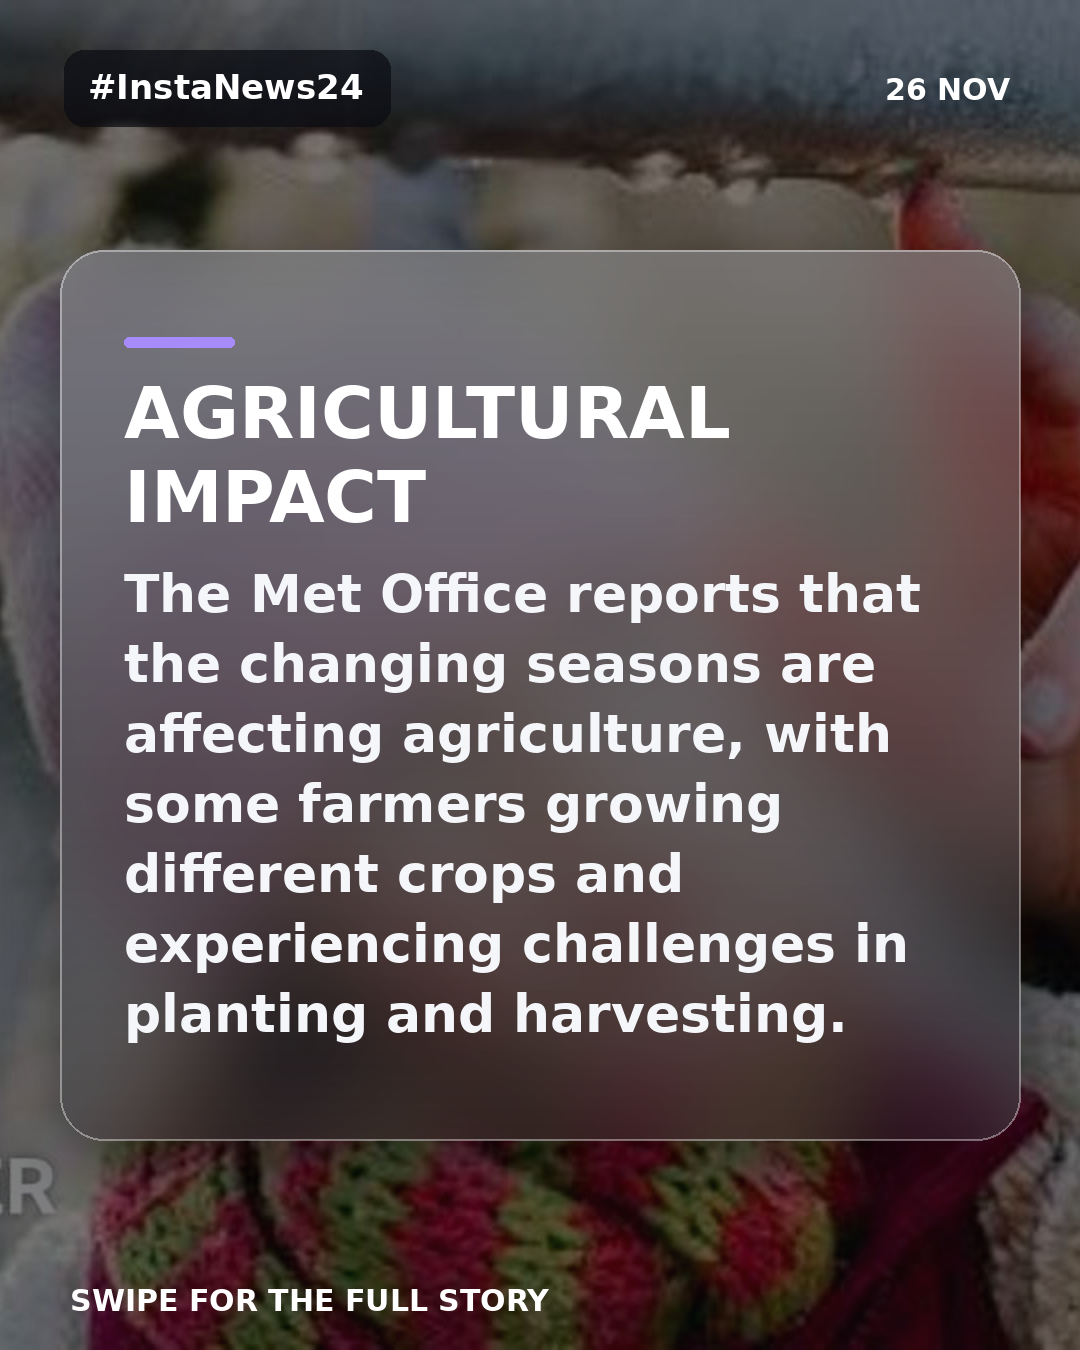 #InstaNews24
26 NOV
AGRICULTURAL
IMPACT
The Met Office reports that
the changing seasons are
affecting agriculture, with
some farmers growing
different crops and
experiencing challenges in
planting and harvesting.
ER
SWIPE FOR THE FULL STORY